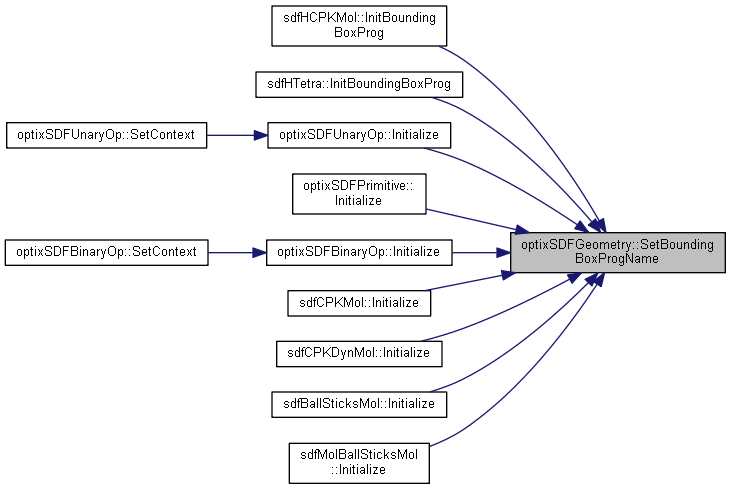 sdfHCPKMol::InitBounding
BoxProg
sdfHTetra::InitBoundingBoxProg
optixSDFUnaryOp::SetContext
optixSDFUnaryOp::Initialize
optixSDFPrimitive::
Initialize
optixSDFGeometry::SetBounding
BoxProgName
optixSDFBinaryOp::SetContext
optixSDFBinaryOp::Initialize
sdfCPKMol::Initialize
sdfCPKDynMol::Initialize
sdfBallSticksMol::Initialize
sdfMolBallSticksMol
::Initialize